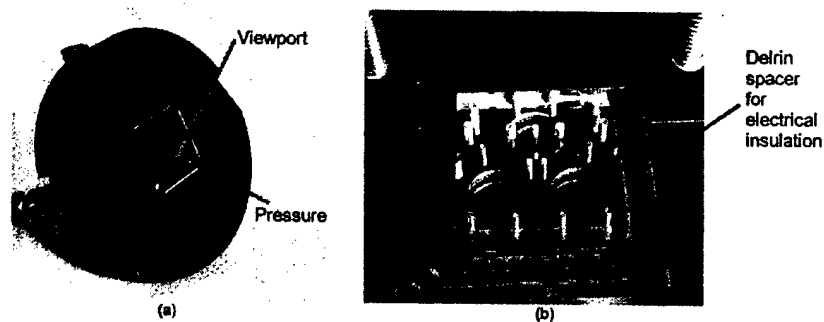 Viewport
Pressure
(a)
Delrin
spacer
for
electrical
insulation
(b)